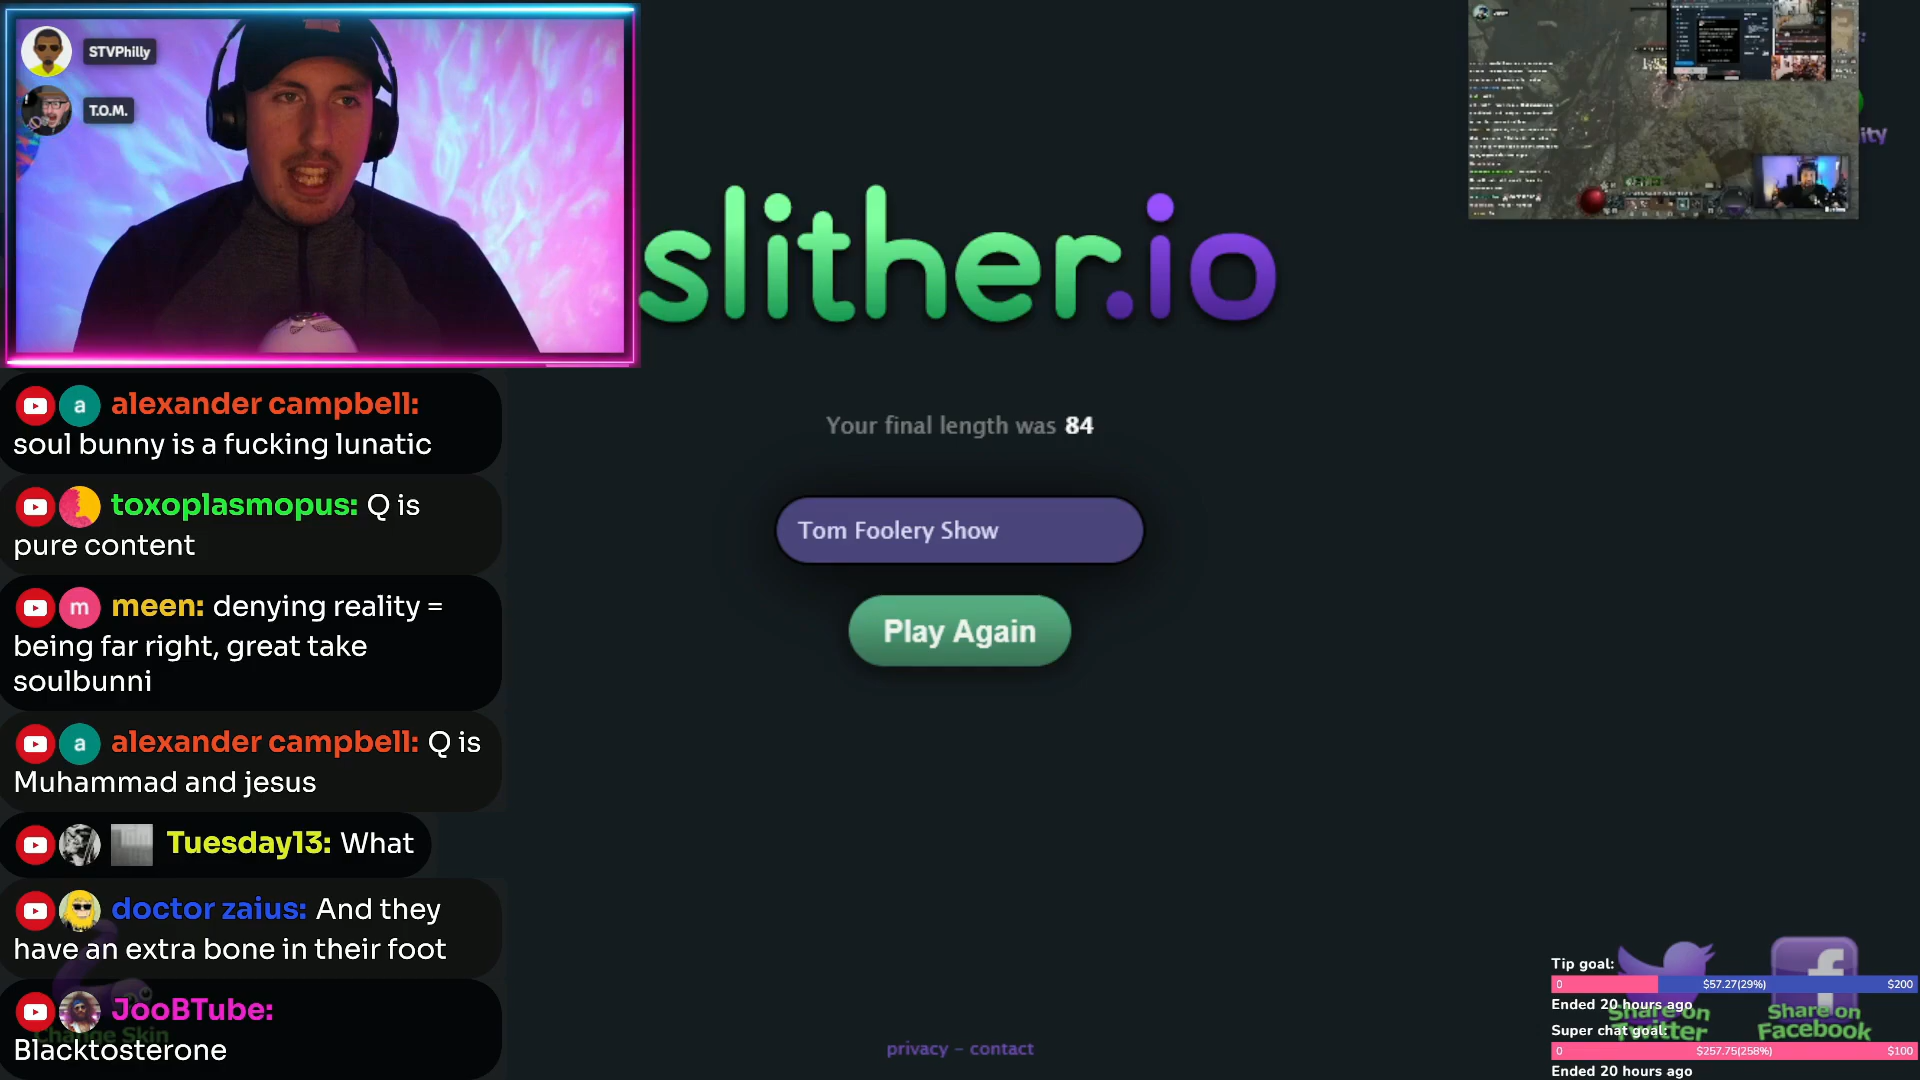 STVPhilly
T.O.M.
slither.io
Your final length was 84
Tom Foolery Show
Play Again
privacy - contact
alexander campbell:
soul bunny is a fucking lunatic
toxoplasmopus: Q is
pure content
meen: denying reality =
being far right, great take
soulbunni
alexander campbell: Q is
Muhammad and jesus
Tuesday13: What
doctor zaius: And they
have an extra bone in their foot
JooBTube:
Blacktosterone
Change Skin
ity
Tip goal:
0 $57.27(29%) $200
Ended 20 hours ago
Share on
Twitter
Share on
Facebook
Super chat goal:
0 $257.75(258%) $100
Ended 20 hours ago